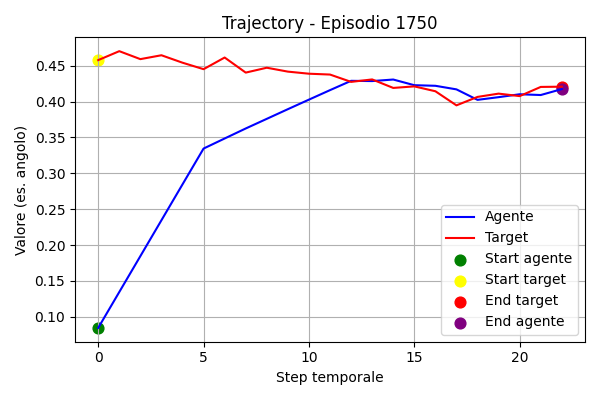 Trajectory - Episodio 1750
Valore (es. angolo)
0.45
0.40
0.35
0.30
0.25
0.20
0.15
0.10
Agente
Target
Start agente
Start target
End target
End agente
0 5 10 15 20
Step temporale